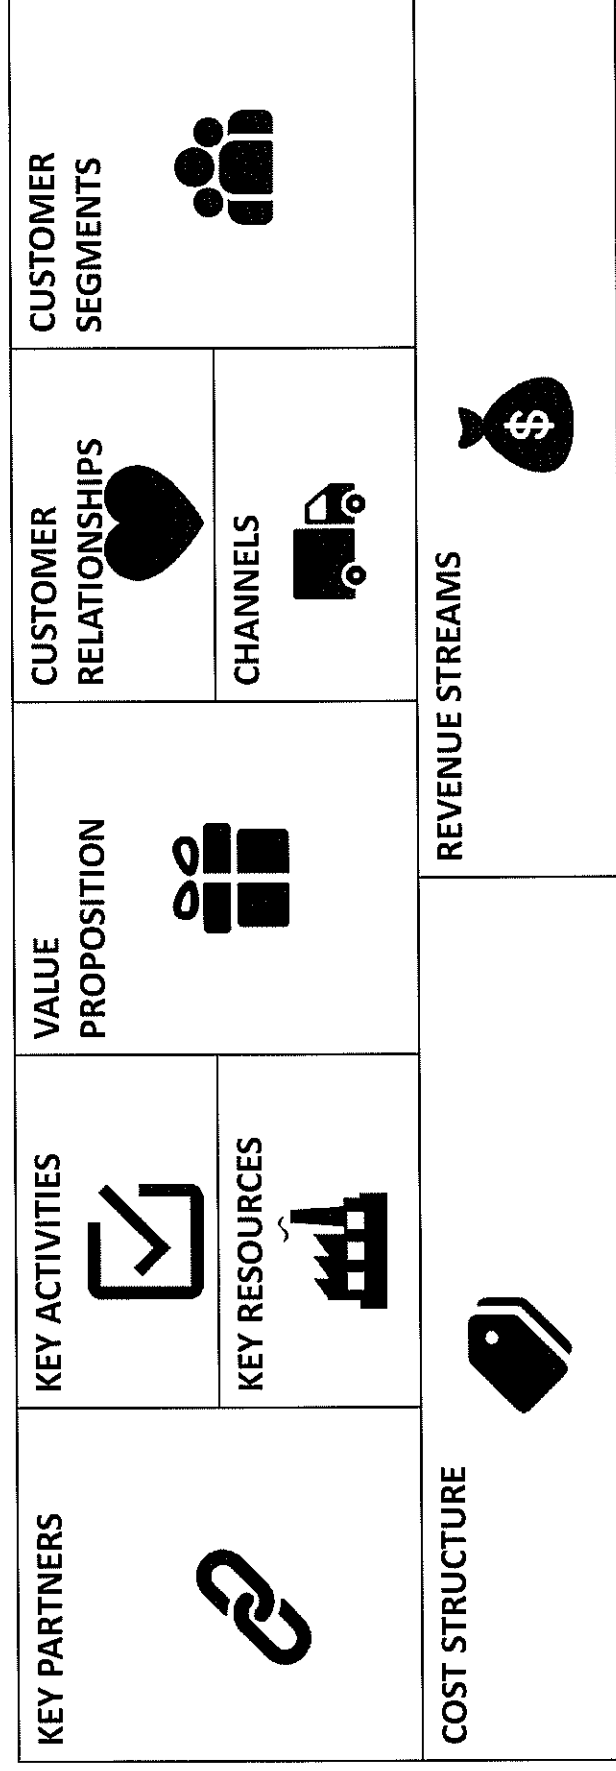 KEY PARTNERS
KEY ACTIVITIES
KEY RESOURCES
VALUE
PROPOSITION
CUSTOMER
RELATIONSHIPS
CHANNELS
CUSTOMER
SEGMENTS
COST STRUCTURE
REVENUE STREAMS
$